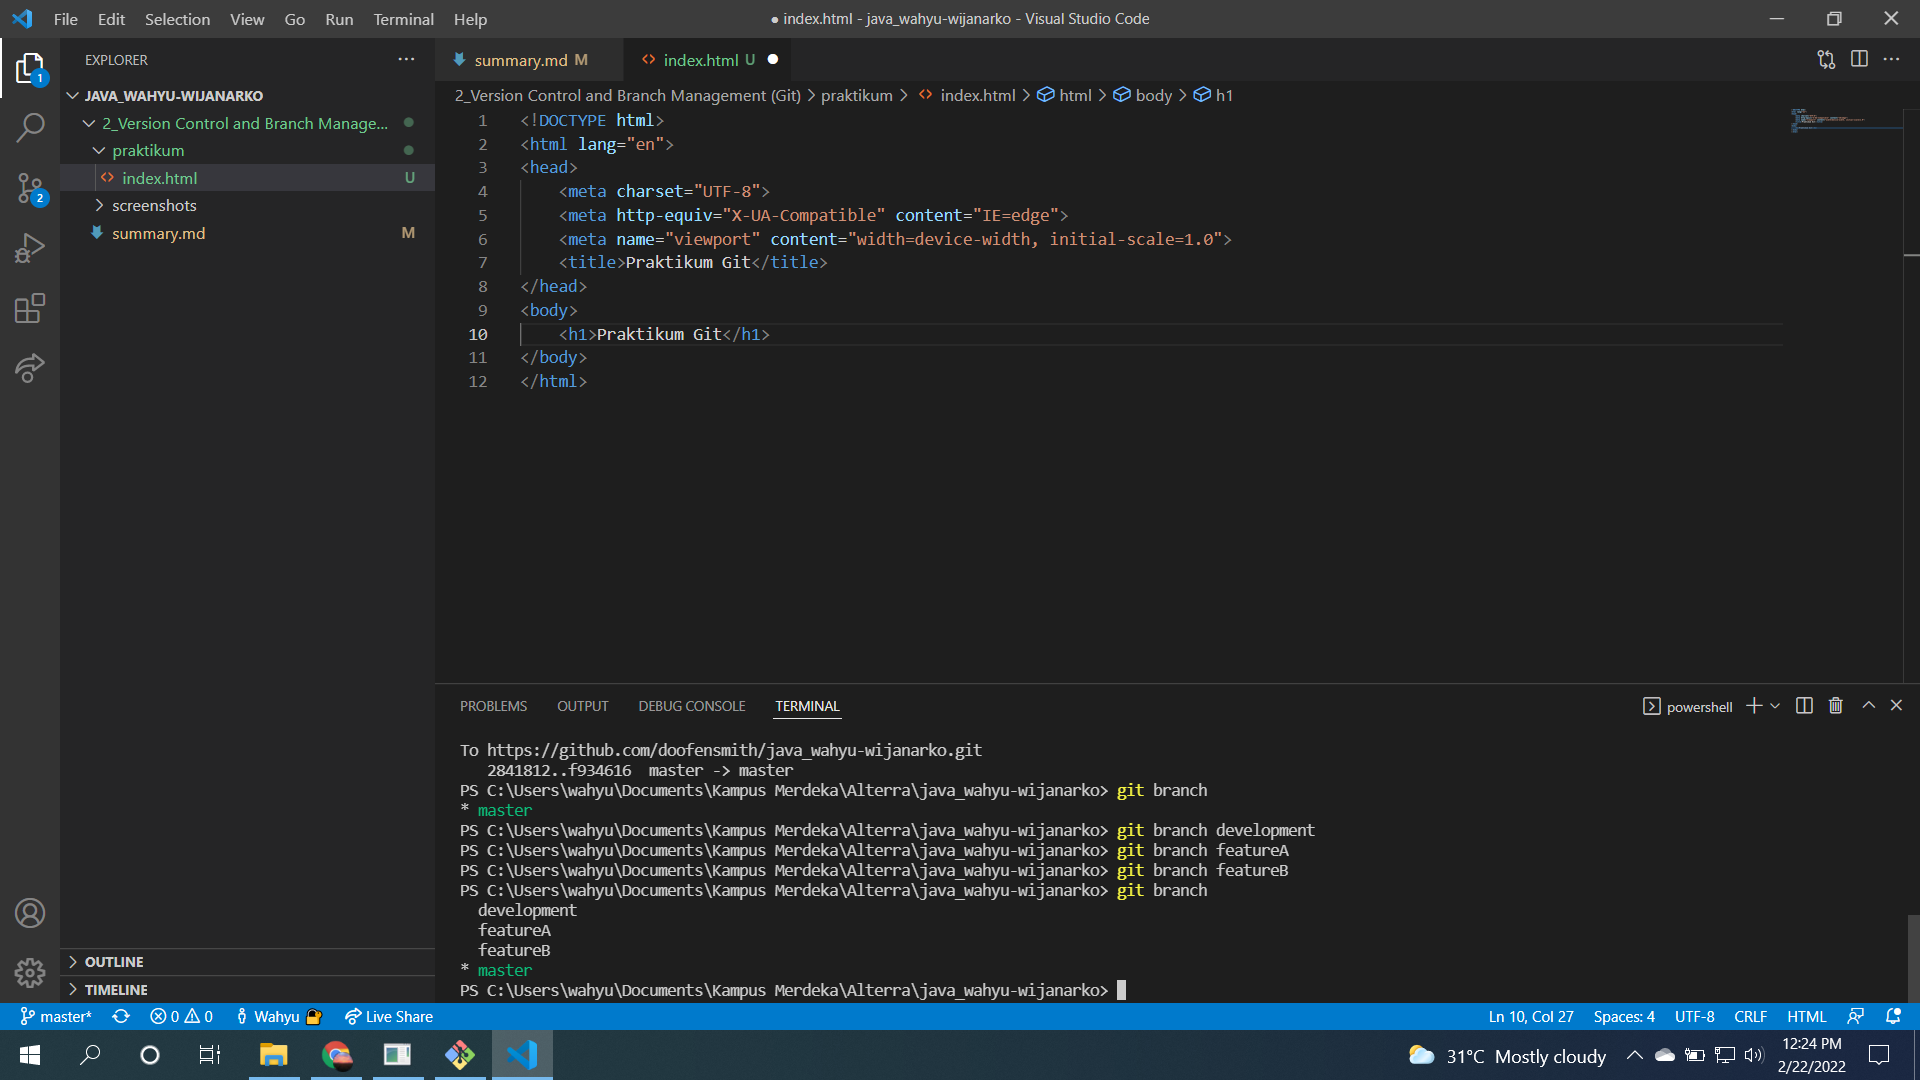 File Edit Selection View Go Run Terminal Help
● index.html - java_wahyu-wijanarko - Visual Studio Code
EXPLORER
JAVA_WAHYU-WIJANARKO
2_Version Control and Branch Manage...
praktikum
index.html U
screenshots
summary.md M
OUTLINE
TIMELINE
1
2
summary.md M
index.html U
2_Version Control and Branch Management (Git) > praktikum > index.html > html > body > h1
1 <!DOCTYPE html>
2 <html lang="en">
3 <head>
4     <meta charset="UTF-8">
5     <meta http-equiv="X-UA-Compatible" content="IE=edge">
6     <meta name="viewport" content="width=device-width, initial-scale=1.0">
7     <title>Praktikum Git</title>
8 </head>
9 <body>
10     <h1>Praktikum Git</h1>
11 </body>
12 </html>
PROBLEMS OUTPUT DEBUG CONSOLE TERMINAL
powershell
To https://github.com/doofensmith/java_wahyu-wijanarko.git
   2841812..f934616  master -> master
PS C:\Users\wahyu\Documents\Kampus Merdeka\Alterra\java_wahyu-wijanarko> git branch
* master
PS C:\Users\wahyu\Documents\Kampus Merdeka\Alterra\java_wahyu-wijanarko> git branch development
PS C:\Users\wahyu\Documents\Kampus Merdeka\Alterra\java_wahyu-wijanarko> git branch featureA
PS C:\Users\wahyu\Documents\Kampus Merdeka\Alterra\java_wahyu-wijanarko> git branch featureB
PS C:\Users\wahyu\Documents\Kampus Merdeka\Alterra\java_wahyu-wijanarko> git branch
  development
  featureA
  featureB
* master
PS C:\Users\wahyu\Documents\Kampus Merdeka\Alterra\java_wahyu-wijanarko>
master* 0 0 Wahyu Live Share
Ln 10, Col 27 Spaces: 4 UTF-8 CRLF HTML
31°C Mostly cloudy
12:24 PM
2/22/2022